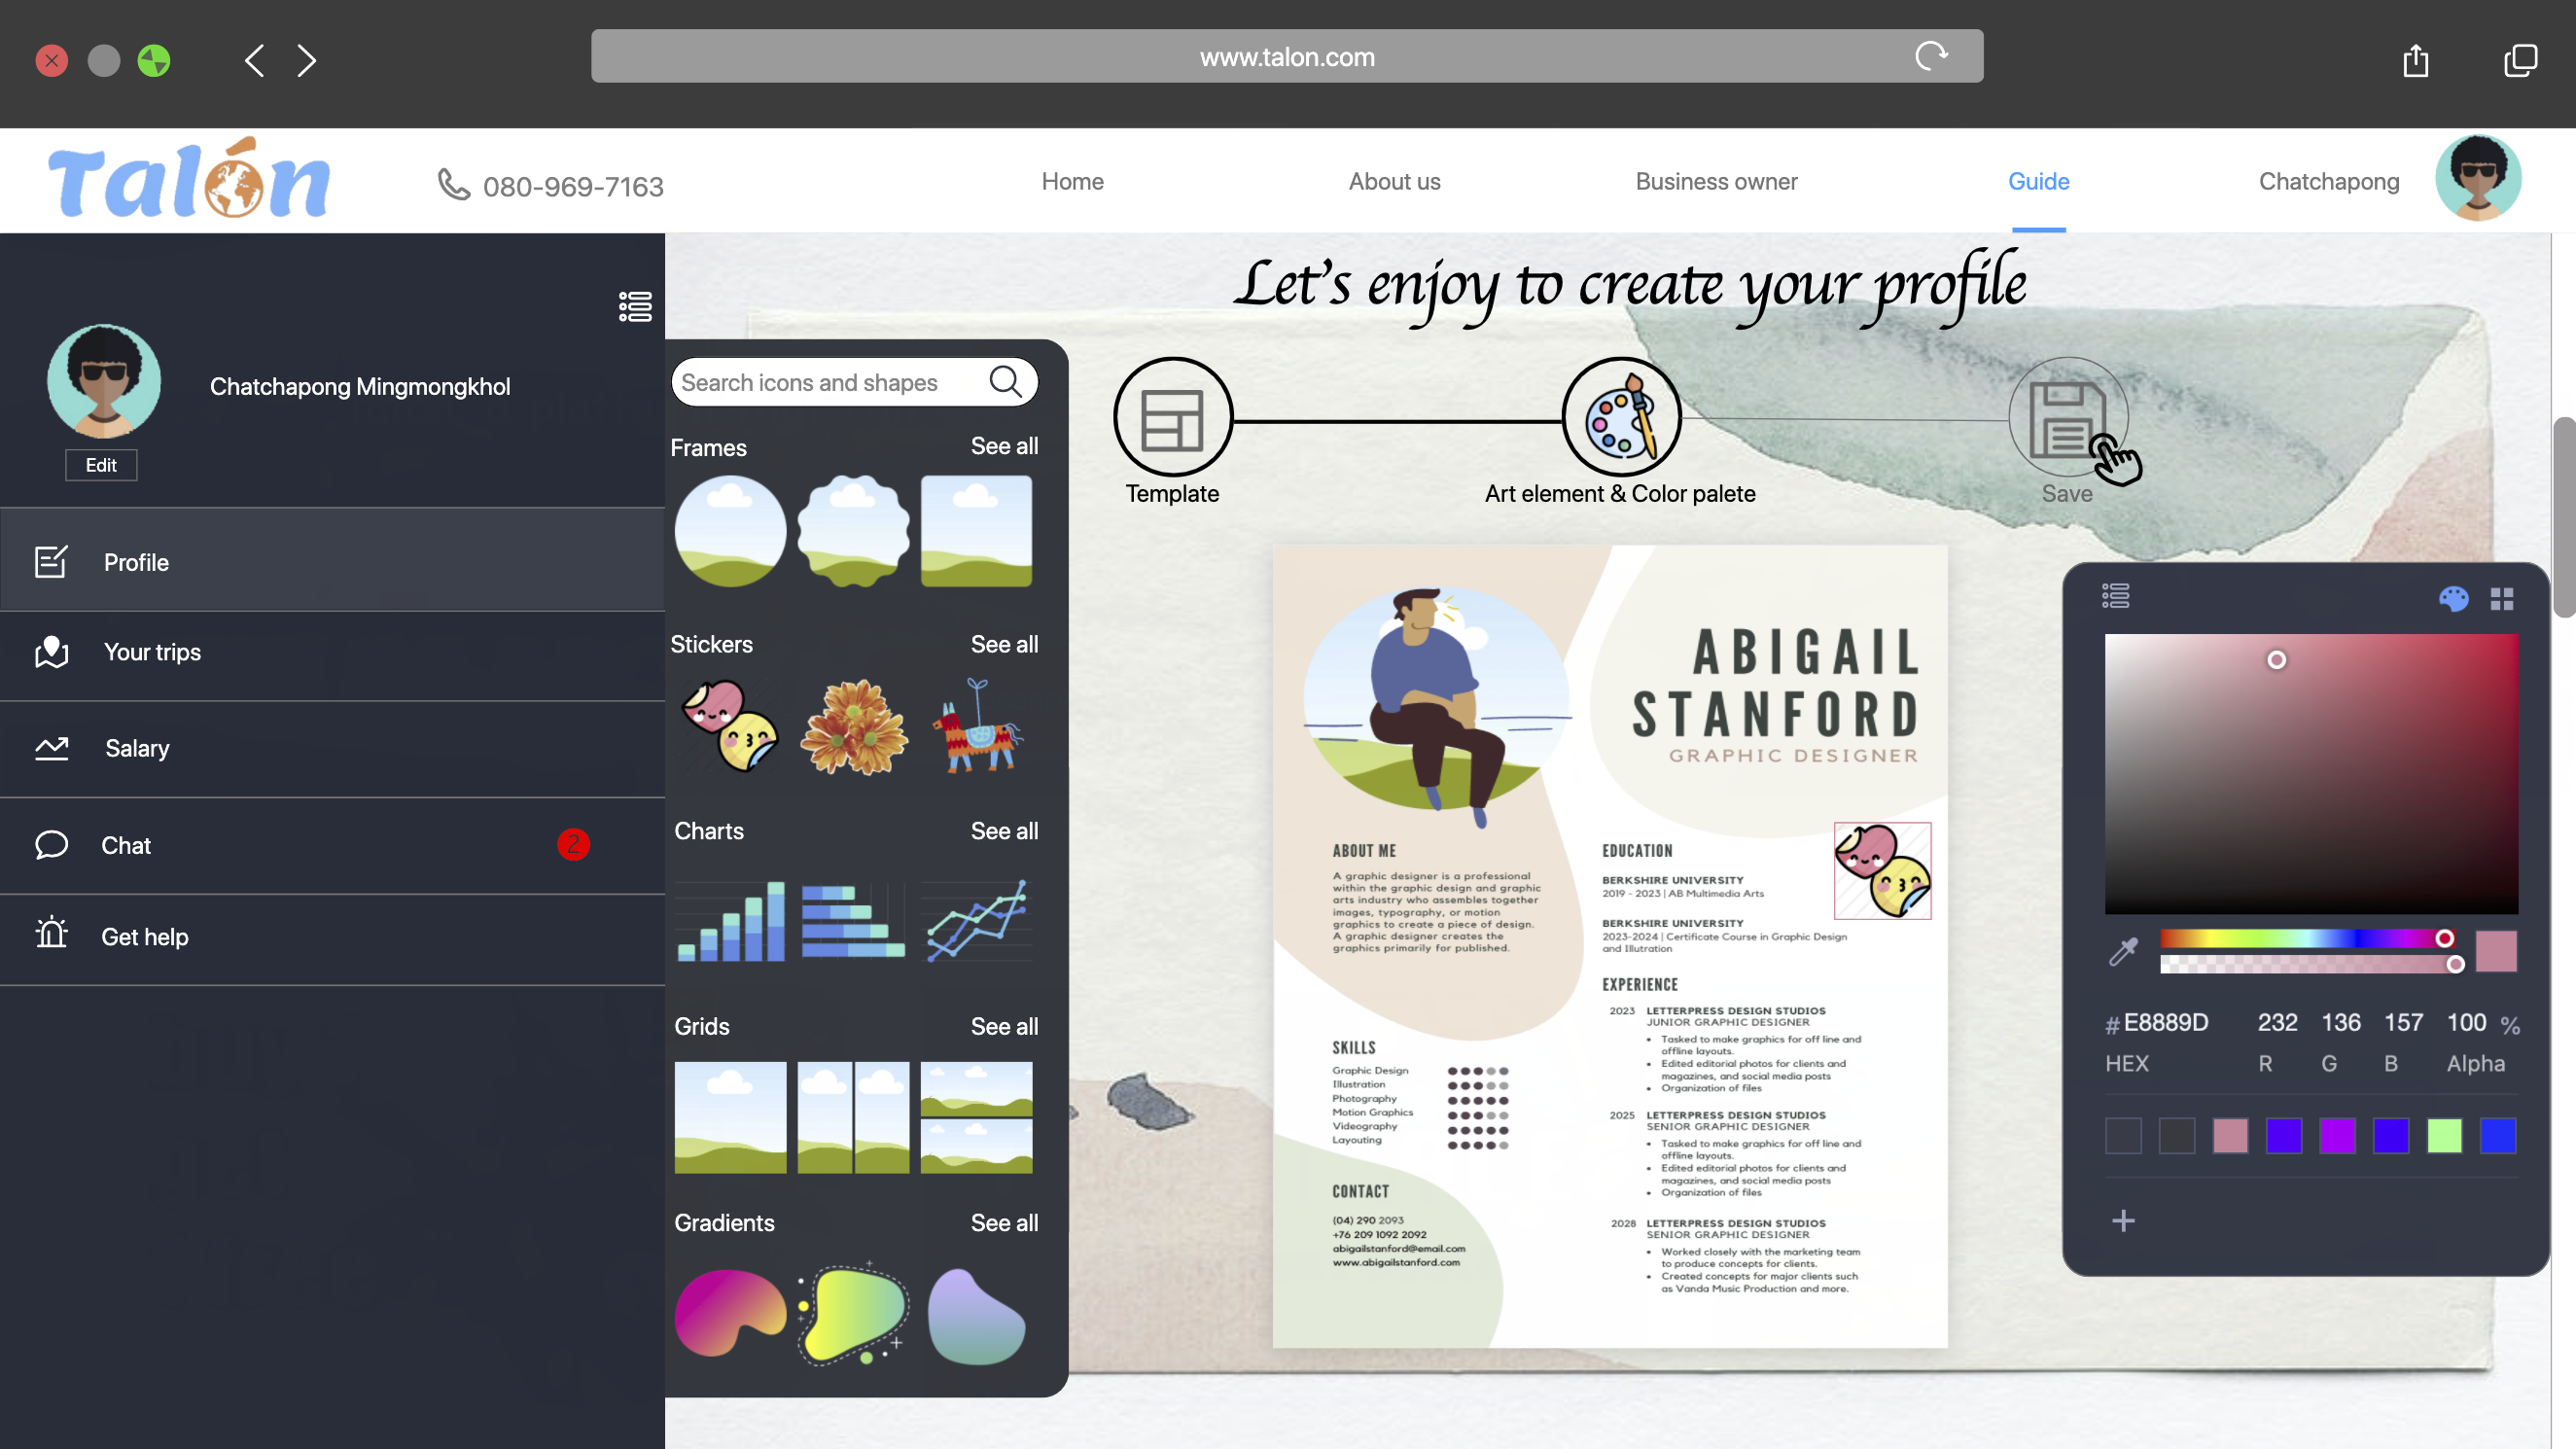 www.talon.com
Talón
080-969-7163
Home
About us
Business owner
Guide
Chatchapong
Chatchapong Mingmongkhol
Edit
Profile
Your trips
Salary
Chat
2
Get help
Let's enjoy to create your profile
Search icons and shapes
Frames
See all
Stickers
See all
Charts
See all
Grids
See all
Gradients
See all
Template
Art element & Color palete
Save
ABIGAIL
STANFORD
GRAPHIC DESIGNER
ABOUT ME
A graphic designer is a professional
within the graphic design and graphic
arts industry who assembles together
images, typography, or motion
graphics to create a piece of design.
A graphic designer creates the
graphics primarily for published.
SKILLS
Graphic Design
Illustration
Photography
Motion Graphics
Videography
Layouting
CONTACT
(04) 290 2093
+76 209 1092 2092
abigailstanford@email.com
www.abigailstanford.com
EDUCATION
BERKSHIRE UNIVERSITY
2019 - 2023 | AB Multimedia Arts
BERKSHIRE UNIVERSITY
2023-2024 | Certificate Course in Graphic Design
and Illutration
EXPERIENCE
2023 LETTERPRESS DESIGN STUDIOS
JUNIOR GRAPHIC DESIGNER
• Tasked to make graphics for off line and
offline layouts.
• Edited editorial photos for clients and
magazines, and social media posts
• Organization of files
2025 LETTERPRESS DESIGN STUDIOS
SENIOR GRAPHIC DESIGNER
• Tasked to make graphics for off line and
offline layouts.
• Edited editorial photos for clients and
magazines, and social media posts
• Organization of files
2028 LETTERPRESS DESIGN STUDIOS
SENIOR GRAPHIC DESIGNER
• Worked closely with the marketing team
to produce concepts for clients.
• Created concepts for major clients such
as Vanda Music Production and more.
# E8889D 232 136 157 100 %
HEX R G B Alpha